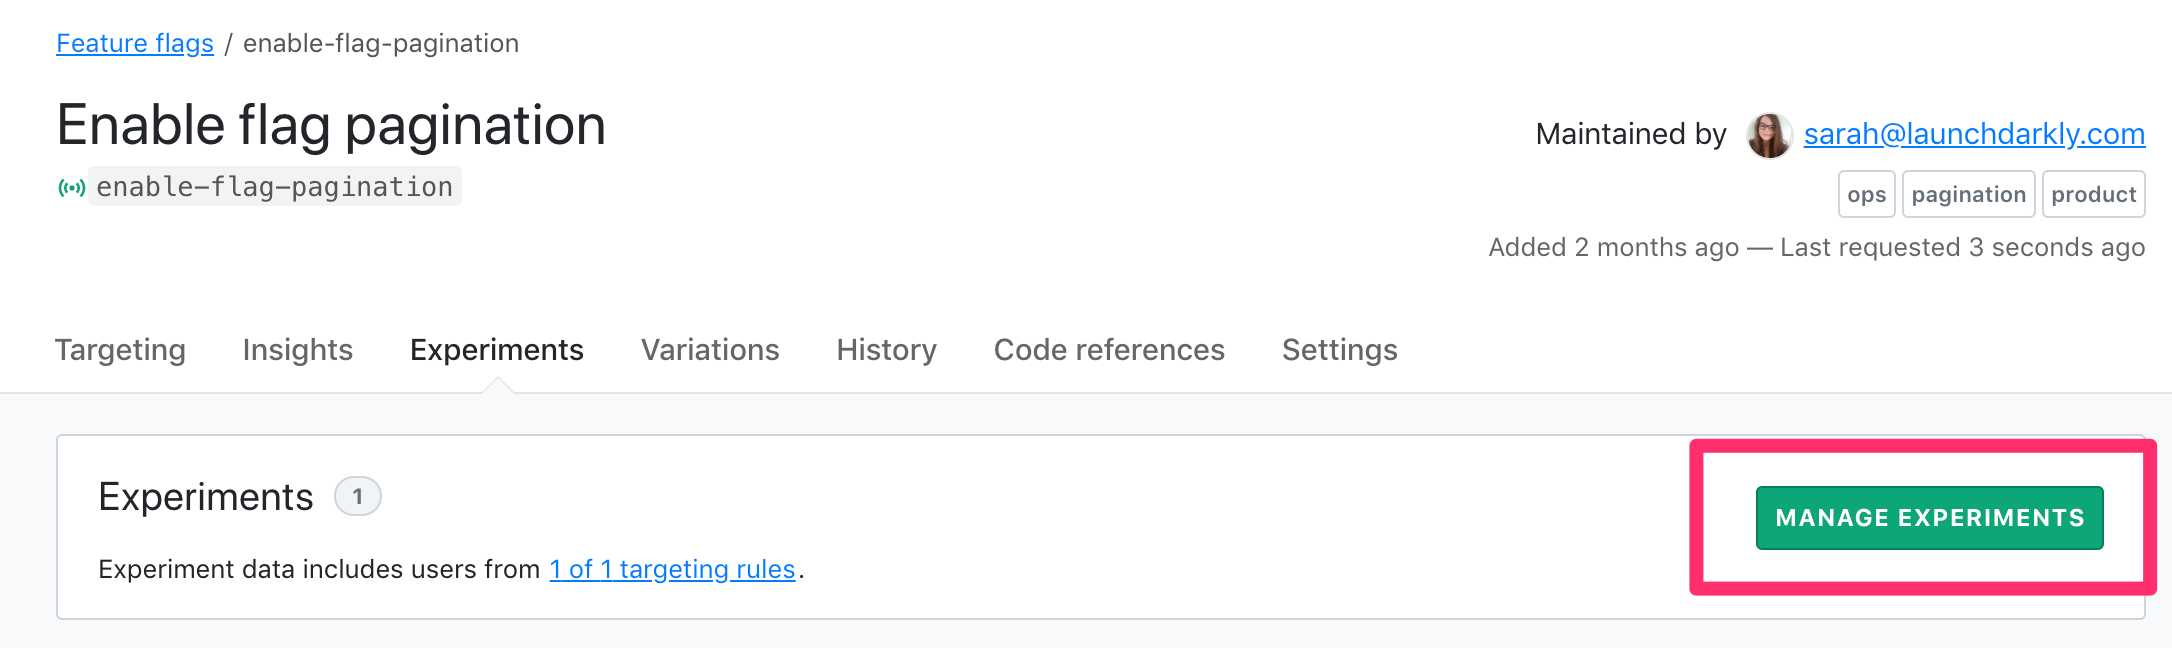 Feature flags / enable-flag-pagination
Enable flag pagination
enable-flag-pagination
Maintained by sarah@launchdarkly.com
ops pagination product
Added 2 months ago — Last requested 3 seconds ago
Targeting Insights Experiments Variations History Code references Settings
Experiments 1
MANAGE EXPERIMENTS
Experiment data includes users from 1 of 1 targeting rules.